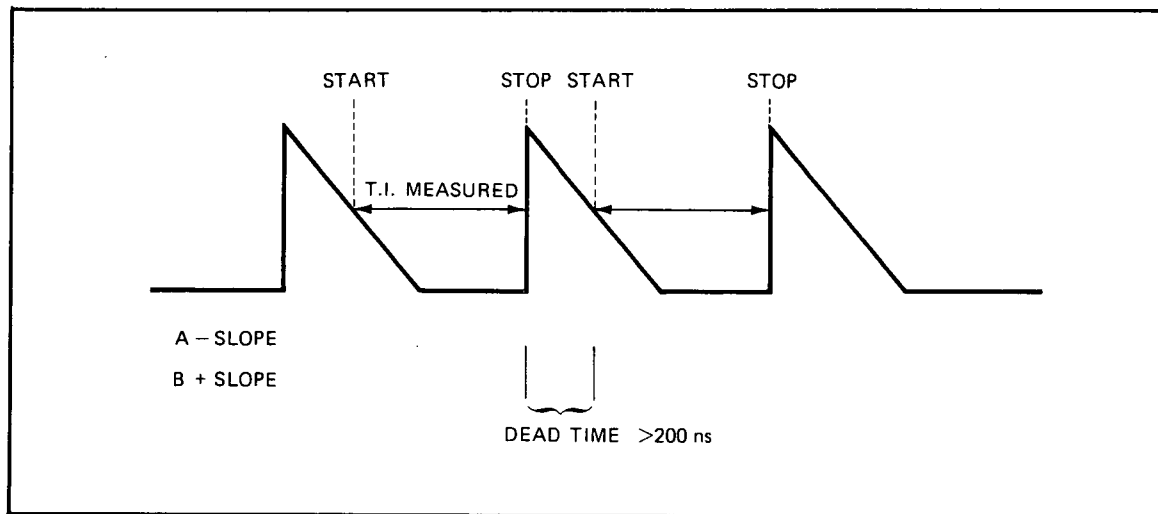 START STOP START STOP
T.I. MEASURED
A – SLOPE
B + SLOPE
DEAD TIME >200 ns